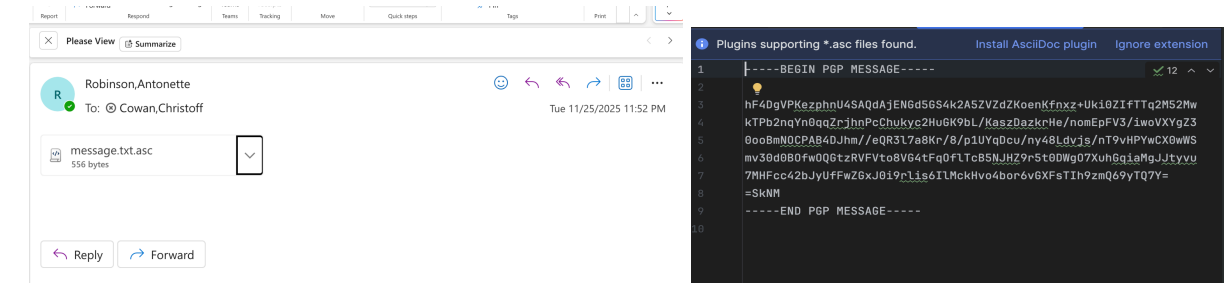 Report
Respond
Teams
Tracking
Move
Quick steps
Tags
Print
Please View
Summarize
R
Robinson,Antonette
To: Cowan,Christoff
Tue 11/25/2025 11:52 PM
message.txt.asc
556 bytes
Reply
Forward
Plugins supporting *.asc files found. Install AsciiDoc plugin Ignore extension
1 -----BEGIN PGP MESSAGE----- 12
2
3 hF4DgVPKezphnU4SAQdAjENGd5GS4k2A5ZVZdZKoenKfnxz+Uki0ZIfTTq2M52Mw
4 kTPb2nqYn0qqZrjhnPcChukyc2HuGK9bL/KaszDazkrHe/nomEpFV3/iwoVXYgZ3
5 0ooBmNOCPAB4DJhm//eQR3l7a8Kr/8/p1UYqDcu/ny48Ldvjs/nT9vHPYwCX0wWS
6 mv30d0BOfwOQGtzRVFVto8VG4tFqOflTcB5NJHZ9r5t0DWgO7XuhGqiaMgJJtyvu
7 7MHFcc42bJyUfFwZGxJ0i9rlis6IlMckHvo4bor6vGXFsTIh9zmQ69yTQ7Y=
8 =SkNM
9 -----END PGP MESSAGE-----
10